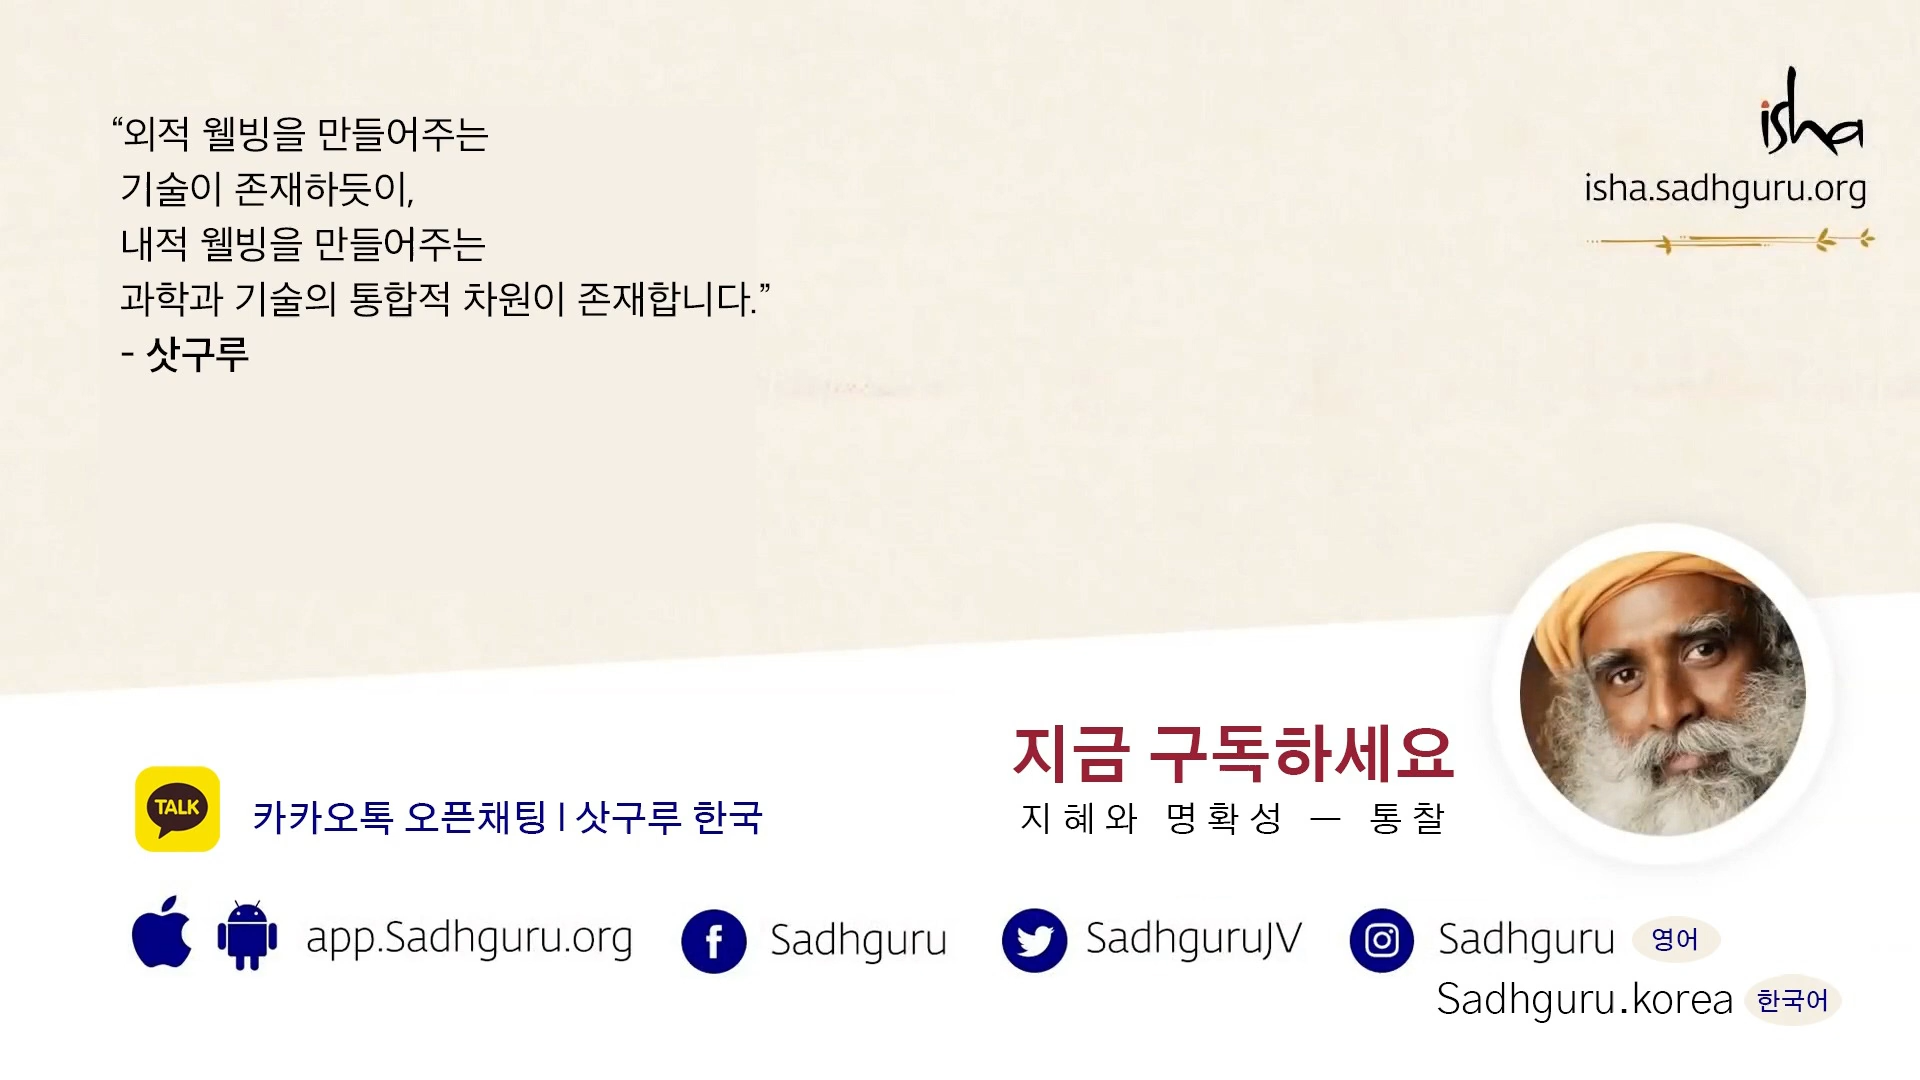 “외적 웰빙을 만들어주는
기술이 존재하듯이,
내적 웰빙을 만들어주는
과학과 기술의 통합적 차원이 존재합니다.”
- 삿구루
isha
isha.sadhguru.org
지금 구독하세요
지혜와 명확성 — 통찰
TALK
카카오톡 오픈채팅 I 삿구루 한국
app.Sadhguru.org
Sadhguru
SadhguruJV
Sadhguru 영어
Sadhguru.korea 한국어